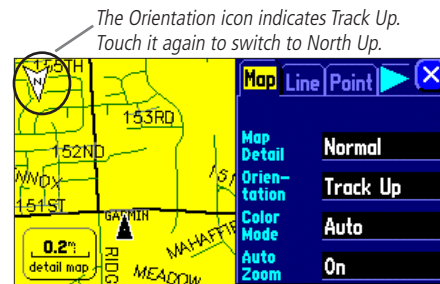 The Orientation icon indicates Track Up.
Touch it again to switch to North Up.
155TH
N
153RD
152ND
151ST
GARMIN
MAHAFFIE
RIDG
MEADOW
0.2
detail map
Map Line Point
Map Detail Normal
Orien-tation Track Up
Color Mode Auto
Auto Zoom On